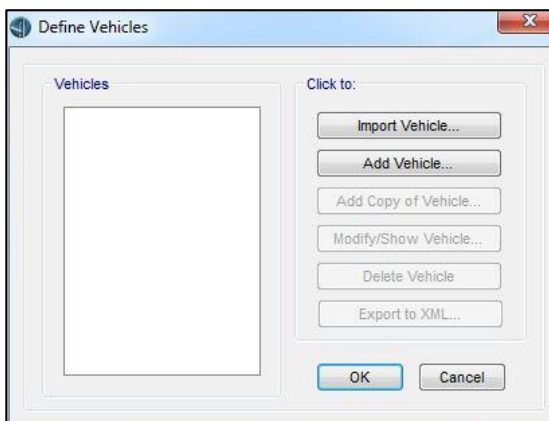 Define Vehicles
Vehicles
Click to:
Import Vehicle...
Add Vehicle...
Add Copy of Vehicle...
Modify/Show Vehicle...
Delete Vehicle
Export to XML...
OK
Cancel